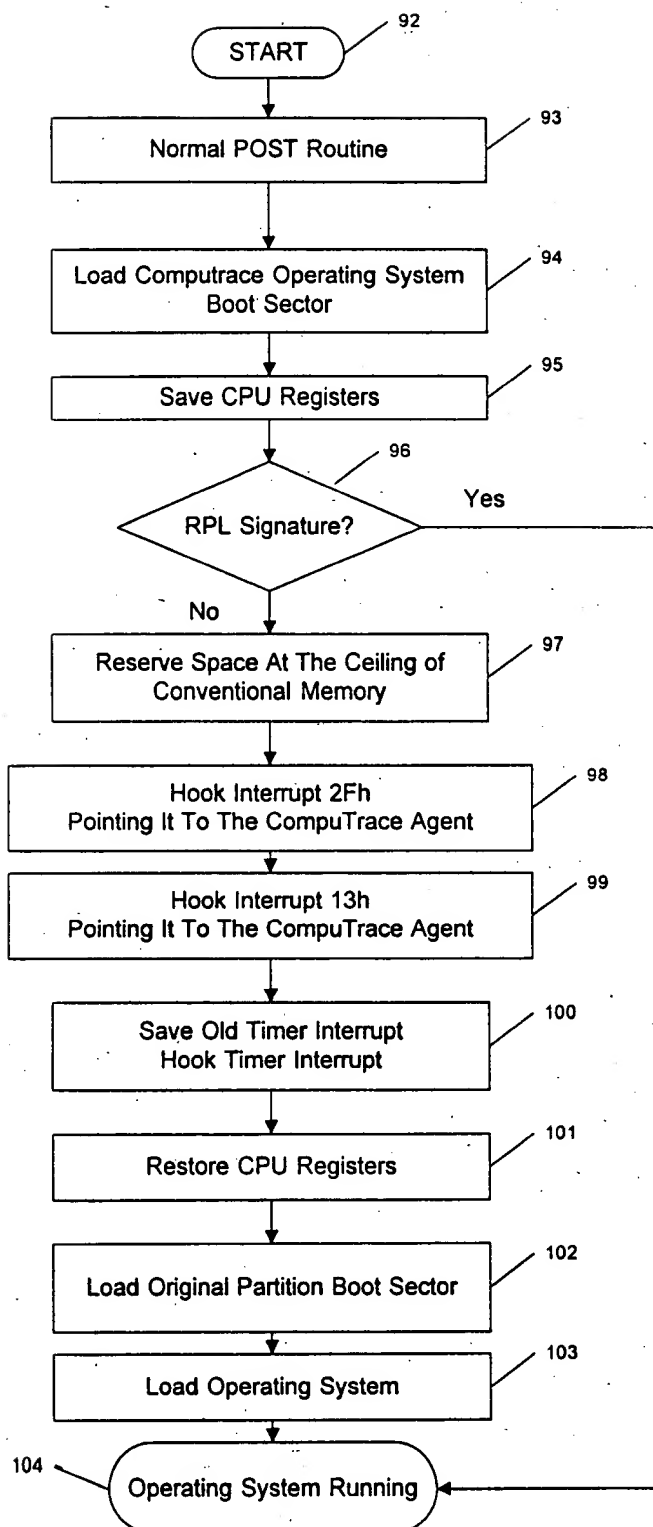 92
START
93
Normal POST Routine
94
Load Computrace Operating System
Boot Sector
95
Save CPU Registers
96
RPL Signature?
Yes
No
97
Reserve Space At The Ceiling of
Conventional Memory
98
Hook Interrupt 2Fh
Pointing It To The CompuTrace Agent
99
Hook Interrupt 13h
Pointing It To The CompuTrace Agent
100
Save Old Timer Interrupt
Hook Timer Interrupt
101
Restore CPU Registers
102
Load Original Partition Boot Sector
103
Load Operating System
104
Operating System Running